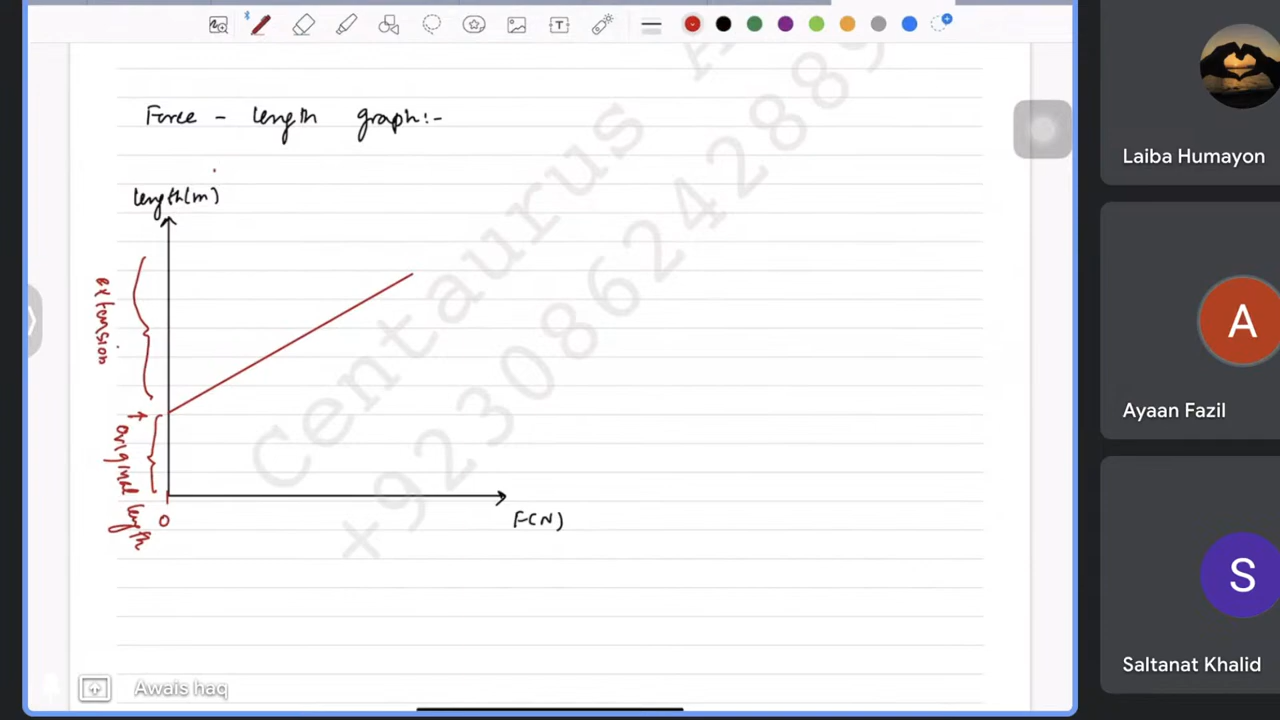 Force - length graph:-
length(m)
extension
original length
0
F(N)
Centaurus A
+923086242889
Laiba Humayon
A
Ayaan Fazil
S
Saltanat Khalid
Awais haq
T